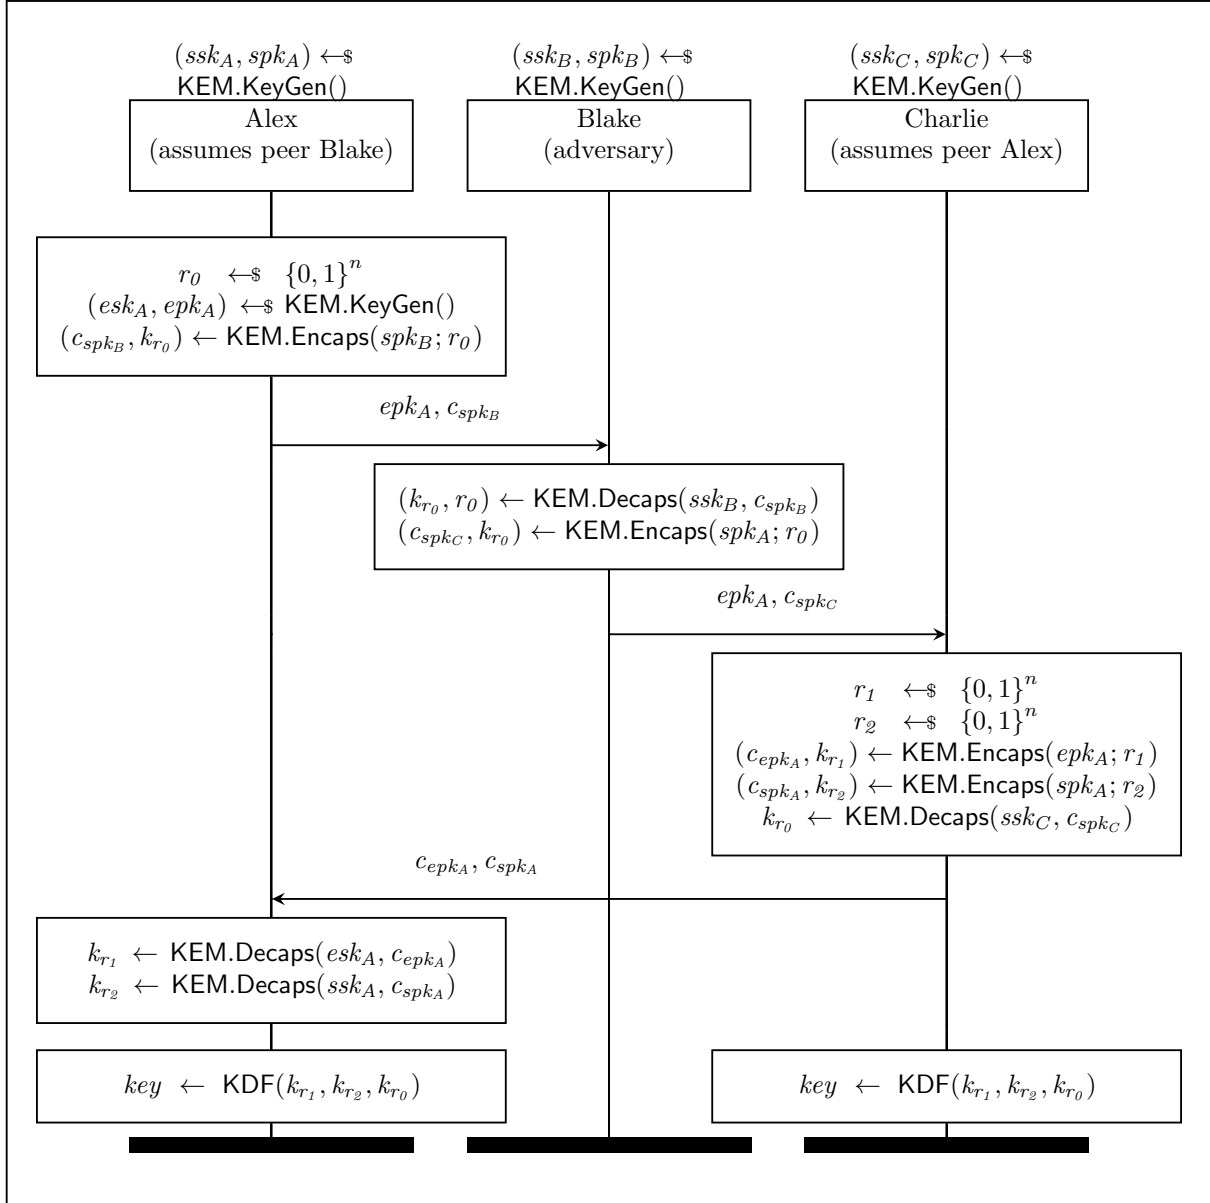 (ssk_A, spk_A) ←$
KEM.KeyGen()
(ssk_B, spk_B) ←$
KEM.KeyGen()
(ssk_C, spk_C) ←$
KEM.KeyGen()
Alex
(assumes peer Blake)
Blake
(adversary)
Charlie
(assumes peer Alex)
r_0 ←$ {0, 1}^n
(esk_A, epk_A) ←$ KEM.KeyGen()
(c_{spk_B}, k_{r_0}) ← KEM.Encaps(spk_B; r_0)
epk_A, c_{spk_B}
(k_{r_0}, r_0) ← KEM.Decaps(ssk_B, c_{spk_B})
(c_{spk_C}, k_{r_0}) ← KEM.Encaps(spk_A; r_0)
epk_A, c_{spk_C}
r_1 ←$ {0, 1}^n
r_2 ←$ {0, 1}^n
(c_{epk_A}, k_{r_1}) ← KEM.Encaps(epk_A; r_1)
(c_{spk_A}, k_{r_2}) ← KEM.Encaps(spk_A; r_2)
k_{r_0} ← KEM.Decaps(ssk_C, c_{spk_C})
c_{epk_A}, c_{spk_A}
k_{r_1} ← KEM.Decaps(esk_A, c_{epk_A})
k_{r_2} ← KEM.Decaps(ssk_A, c_{spk_A})
key ← KDF(k_{r_1}, k_{r_2}, k_{r_0})
key ← KDF(k_{r_1}, k_{r_2}, k_{r_0})